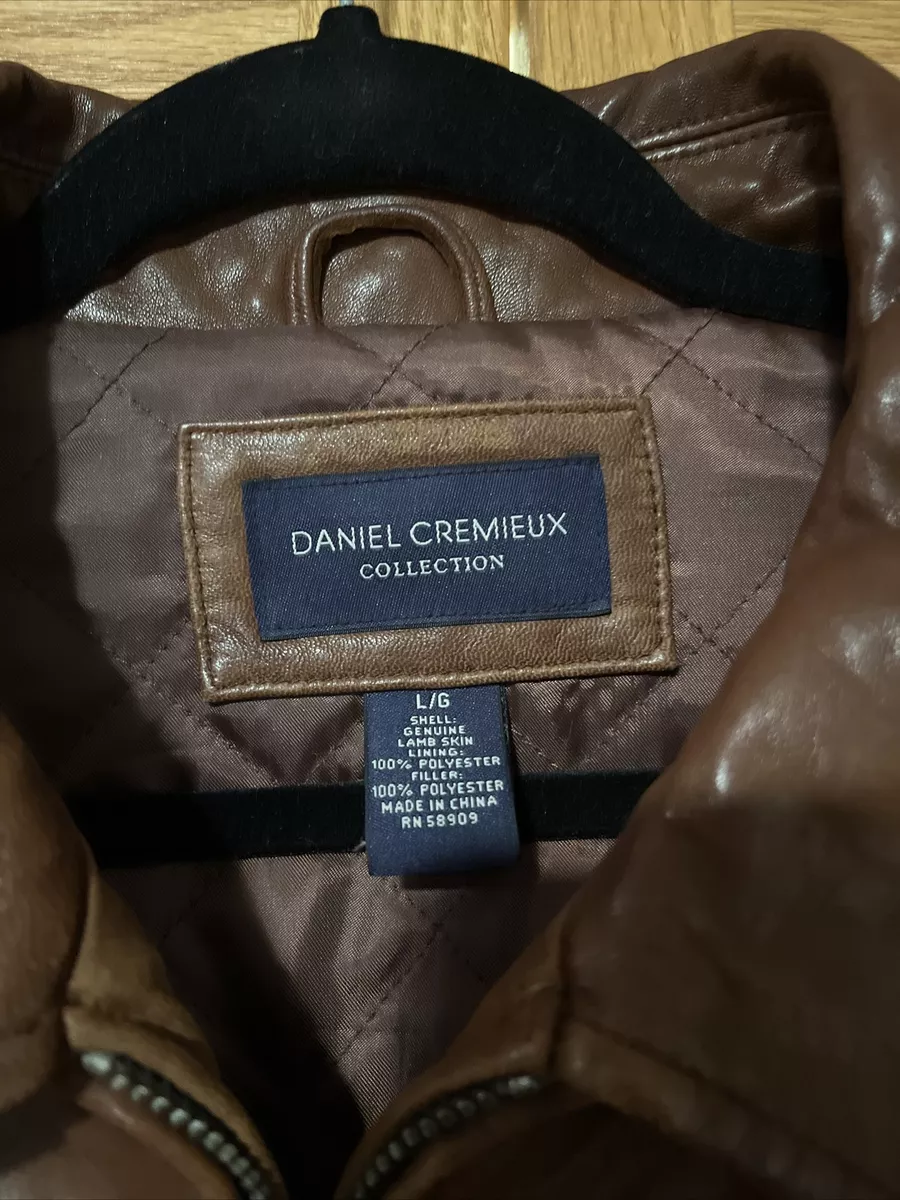 DANIEL CREMIEUX
COLLECTION
L/G
SHELL:
GENUINE
LAMB SKIN
LINING:
100% POLYESTER
FILLER:
100% POLYESTER
MADE IN CHINA
RN 58909